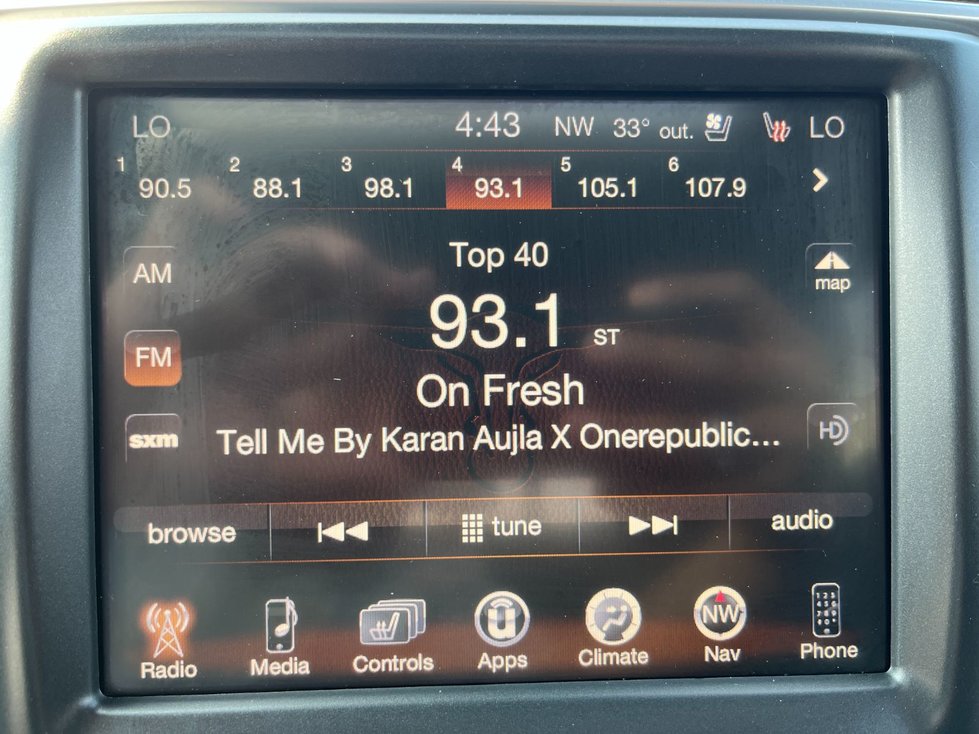 LO 4:43 NW 33° out. LO
1 2 3 4 5 6
90.5 88.1 98.1 93.1 105.1 107.9
Top 40
AM
map
93.1 ST
FM
On Fresh
sxm
Tell Me By Karan Aujla X Onerepublic...
HD
browse tune audio
NW
Radio Media Controls Apps Climate Nav Phone